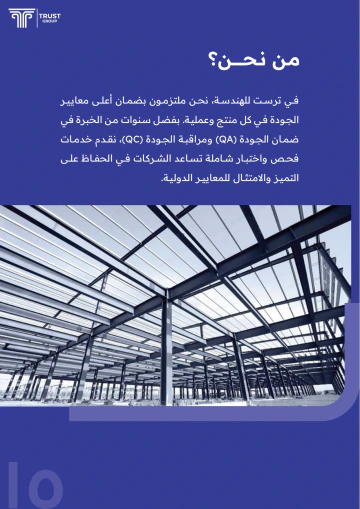 TRUST
GROUP
من نحن؟
في ترست للهندسة، نحن ملتزمون بضمان أعلى معايير
الجودة في كل منتج وعملية. بفضل سنوات من الخبرة في
ضمان الجودة (QA) ومراقبة الجودة (QC)، نقدم خدمات
فحص واختبار شاملة تساعد الشركات في الحفاظ على
التميز والامتثال للمعايير الدولية.